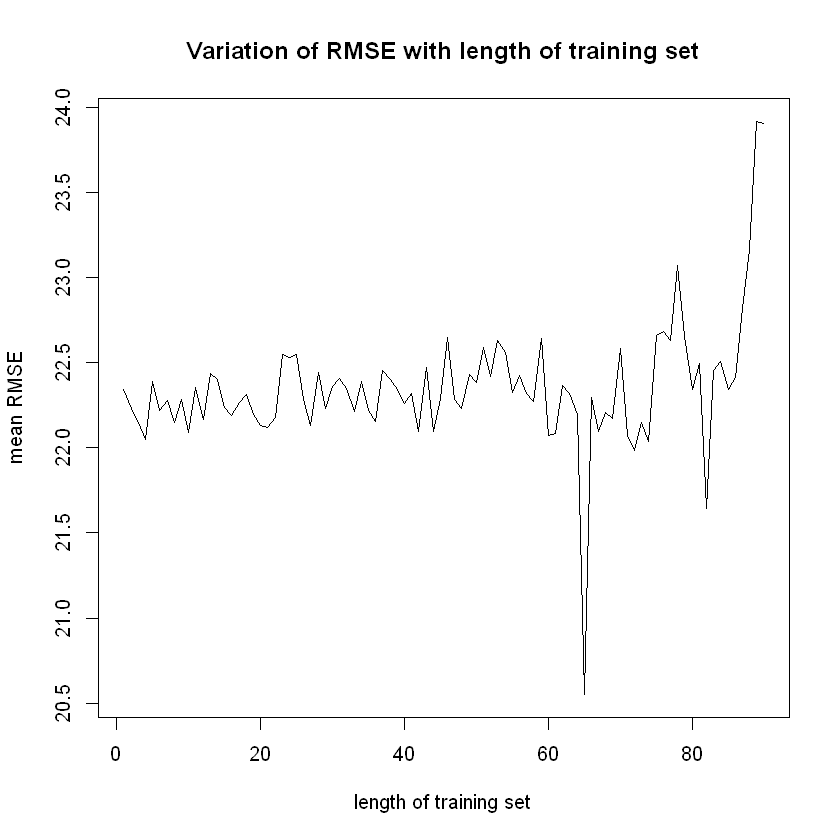 Variation of RMSE with length of training set
24.0
23.5
23.0
22.5
22.0
21.5
21.0
20.5
mean RMSE
0 20 40 60 80
length of training set